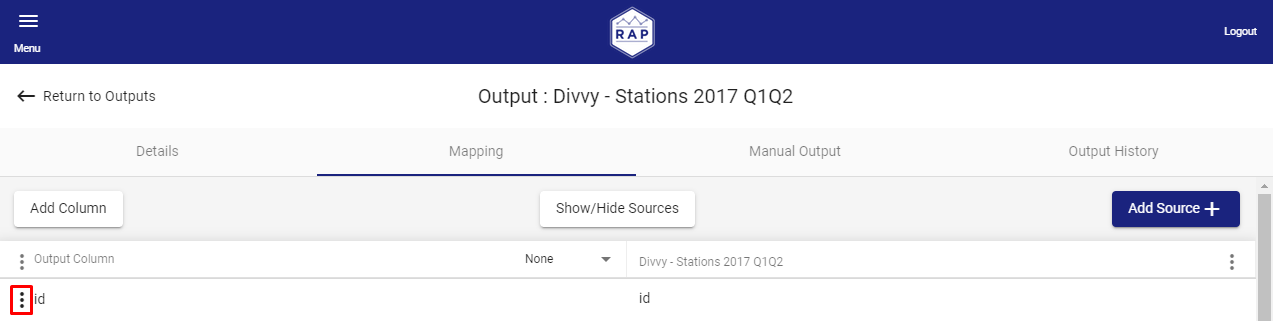 Menu
RAP
Logout
Return to Outputs
Output : Divvy - Stations 2017 Q1Q2
Details Mapping Manual Output Output History
Add Column Show/Hide Sources Add Source
Output Column None Divvy - Stations 2017 Q1Q2
id id